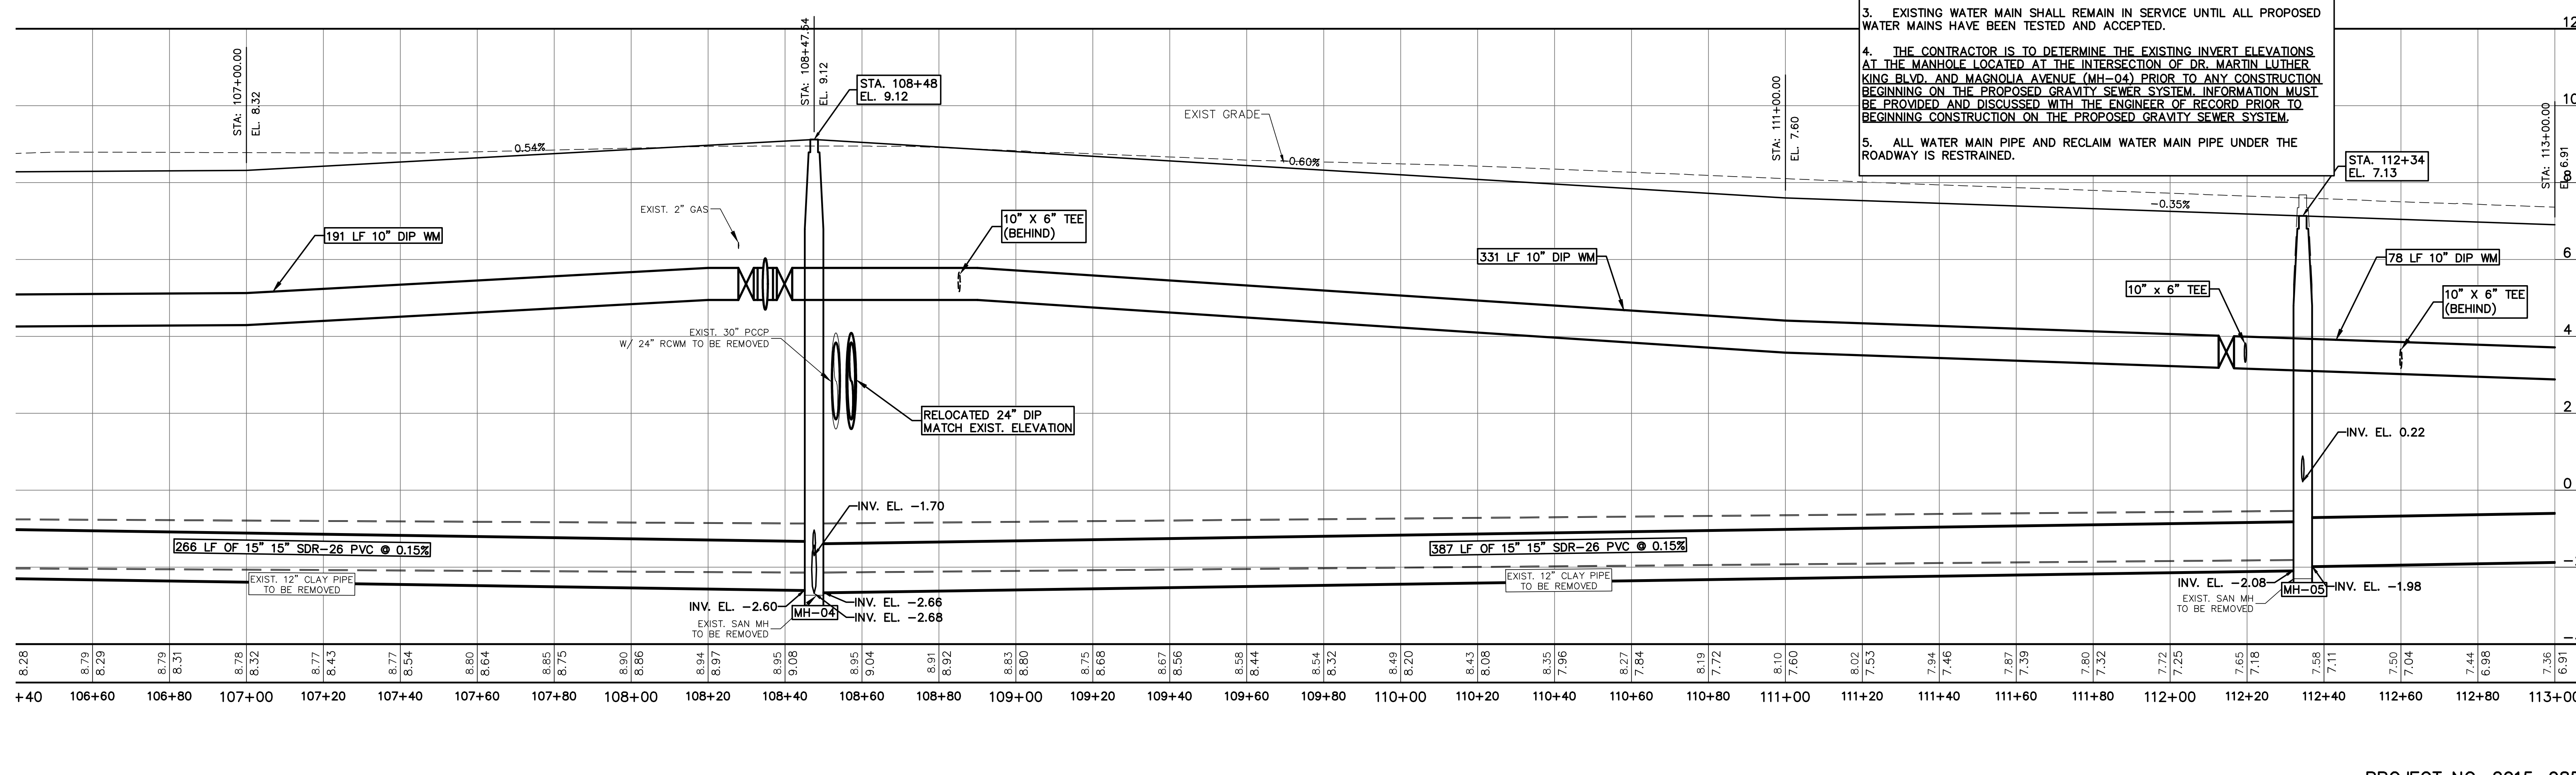 3. EXISTING WATER MAIN SHALL REMAIN IN SERVICE UNTIL ALL PROPOSED
WATER MAINS HAVE BEEN TESTED AND ACCEPTED.
4. THE CONTRACTOR IS TO DETERMINE THE EXISTING INVERT ELEVATIONS
AT THE MANHOLE LOCATED AT THE INTERSECTION OF DR. MARTIN LUTHER
KING BLVD. AND MAGNOLIA AVENUE (MH-04) PRIOR TO ANY CONSTRUCTION
BEGINNING ON THE PROPOSED GRAVITY SEWER SYSTEM. INFORMATION MUST
BE PROVIDED AND DISCUSSED WITH THE ENGINEER OF RECORD PRIOR TO
BEGINNING CONSTRUCTION ON THE PROPOSED GRAVITY SEWER SYSTEM.
5. ALL WATER MAIN PIPE AND RECLAIM WATER MAIN PIPE UNDER THE
ROADWAY IS RESTRAINED.
STA: 107+00.00
EL. 8.32
STA: 108+47.54
EL. 9.12
STA. 108+48
EL. 9.12
EXIST GRADE
STA: 111+00.00
EL. 7.60
STA. 112+34
EL. 7.13
STA: 113+00.00
EL. 6.91
12
10
8
6
4
2
0
0.54%
-0.60%
-0.35%
EXIST. 2" GAS
191 LF 10" DIP WM
10" X 6" TEE
(BEHIND)
331 LF 10" DIP WM
78 LF 10" DIP WM
10" x 6" TEE
10" X 6" TEE
(BEHIND)
EXIST. 30" PCCP
W/ 24" RCWM TO BE REMOVED
RELOCATED 24" DIP
MATCH EXIST. ELEVATION
INV. EL. 0.22
INV. EL. -1.70
266 LF OF 15" 15" SDR-26 PVC @ 0.15%
387 LF OF 15" 15" SDR-26 PVC @ 0.15%
EXIST. 12" CLAY PIPE
TO BE REMOVED
EXIST. 12" CLAY PIPE
TO BE REMOVED
INV. EL. -2.60
MH-04
INV. EL. -2.66
INV. EL. -2.68
EXIST. SAN MH
TO BE REMOVED
INV. EL. -2.08
MH-05
INV. EL. -1.98
EXIST. SAN MH
TO BE REMOVED
8.28
8.79 8.29
8.79 8.31
8.78 8.32
8.77 8.43
8.77 8.54
8.80 8.64
8.85 8.75
8.90 8.86
8.94 8.97
8.95 9.08
8.95 9.04
8.91 8.92
8.83 8.80
8.75 8.68
8.67 8.56
8.58 8.44
8.54 8.32
8.49 8.20
8.43 8.08
8.35 7.96
8.27 7.84
8.19 7.72
8.10 7.60
8.02 7.53
7.94 7.46
7.87 7.39
7.80 7.32
7.72 7.25
7.65 7.18
7.58 7.11
7.50 7.04
7.44 6.98
7.36 6.91
+40 106+60 106+80 107+00 107+20 107+40 107+60 107+80 108+00 108+20 108+40 108+60 108+80 109+00 109+20 109+40 109+60 109+80 110+00 110+20 110+40 110+60 110+80 111+00 111+20 111+40 111+60 111+80 112+00 112+20 112+40 112+60 112+80 113+00